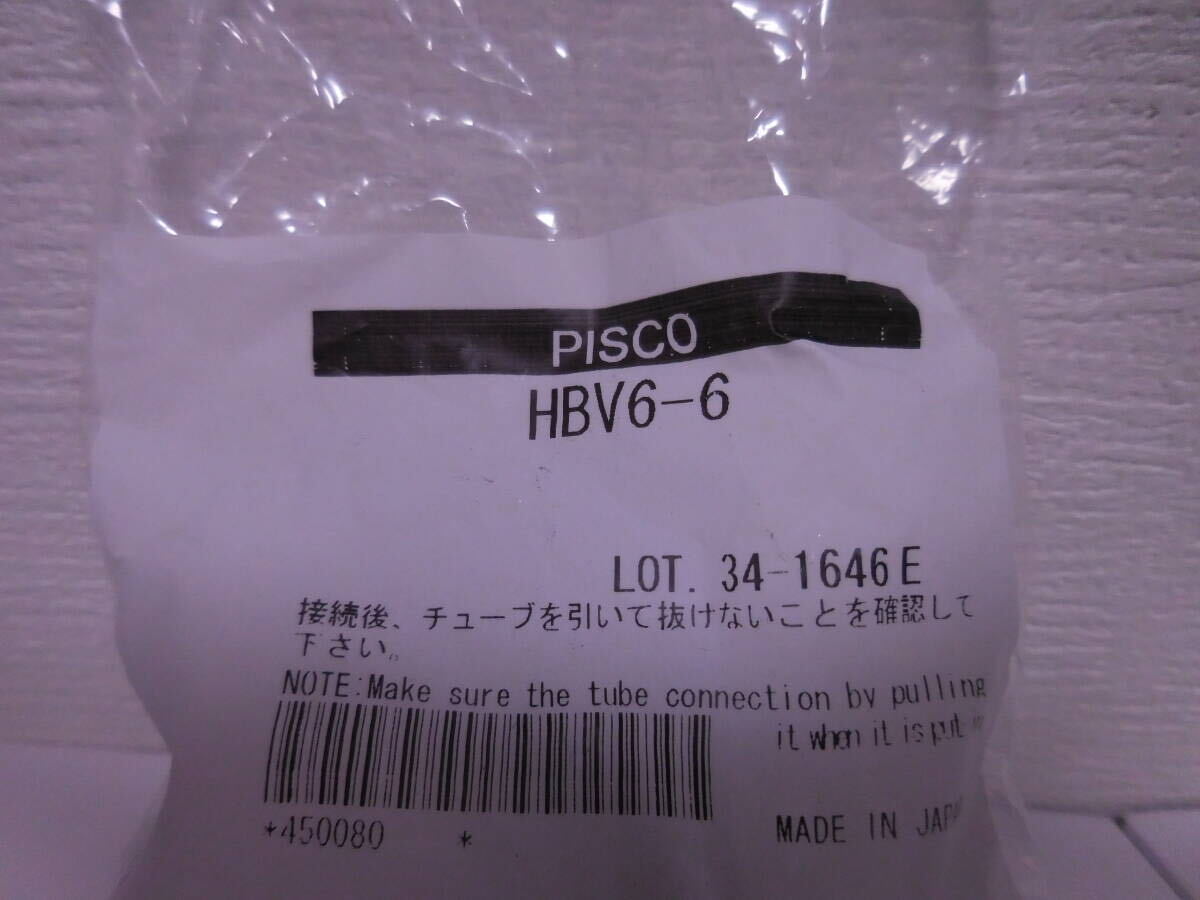 PISCO
HBV6-6
LOT. 34-1646E
接続後、チューブを引いて抜けないことを確認して
下さい。
NOTE:Make sure the tube connection by pulling
it when it is put
*450080 *
MADE IN JAPAN